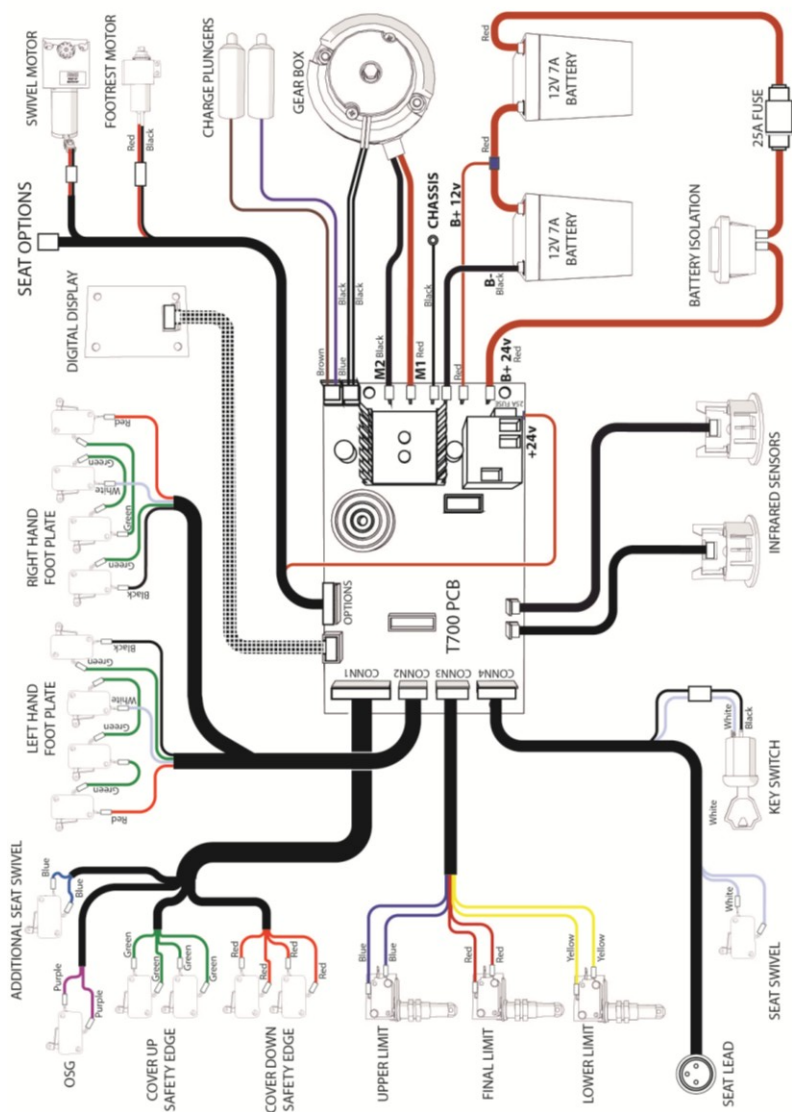 SWIVEL MOTOR
FOOTREST MOTOR
Red
Black
SEAT OPTIONS
CHARGE PLUNGERS
GEAR BOX
Red
12V 7A
BATTERY
25A FUSE
Red
12V 7A
BATTERY
BATTERY ISOLATION
DIGITAL DISPLAY
Brown
Blue
Black
Black
M2 Black
M1 Red
CHASSIS
Black
B-
Black
B+ 12v
Red
B+ 24v
Red
25A FUSE
+24v
RIGHT HAND
FOOT PLATE
Red
Green
White
Green
Green
Black
LEFT HAND
FOOT PLATE
Black
Green
White
Green
Green
Red
OPTIONS
T700 PCB
CONN1
CONN2
CONN3
CONN4
INFRARED SENSORS
ADDITIONAL SEAT SWIVEL
Blue
Blue
OSG
Purple
Purple
COVER UP
SAFETY EDGE
Green
Green
Green
Green
COVER DOWN
SAFETY EDGE
Red
Red
Red
Red
UPPER LIMIT
Blue
Blue
FINAL LIMIT
Red
Red
LOWER LIMIT
Yellow
Yellow
KEY SWITCH
White
Black
White
SEAT SWIVEL
White
SEAT LEAD